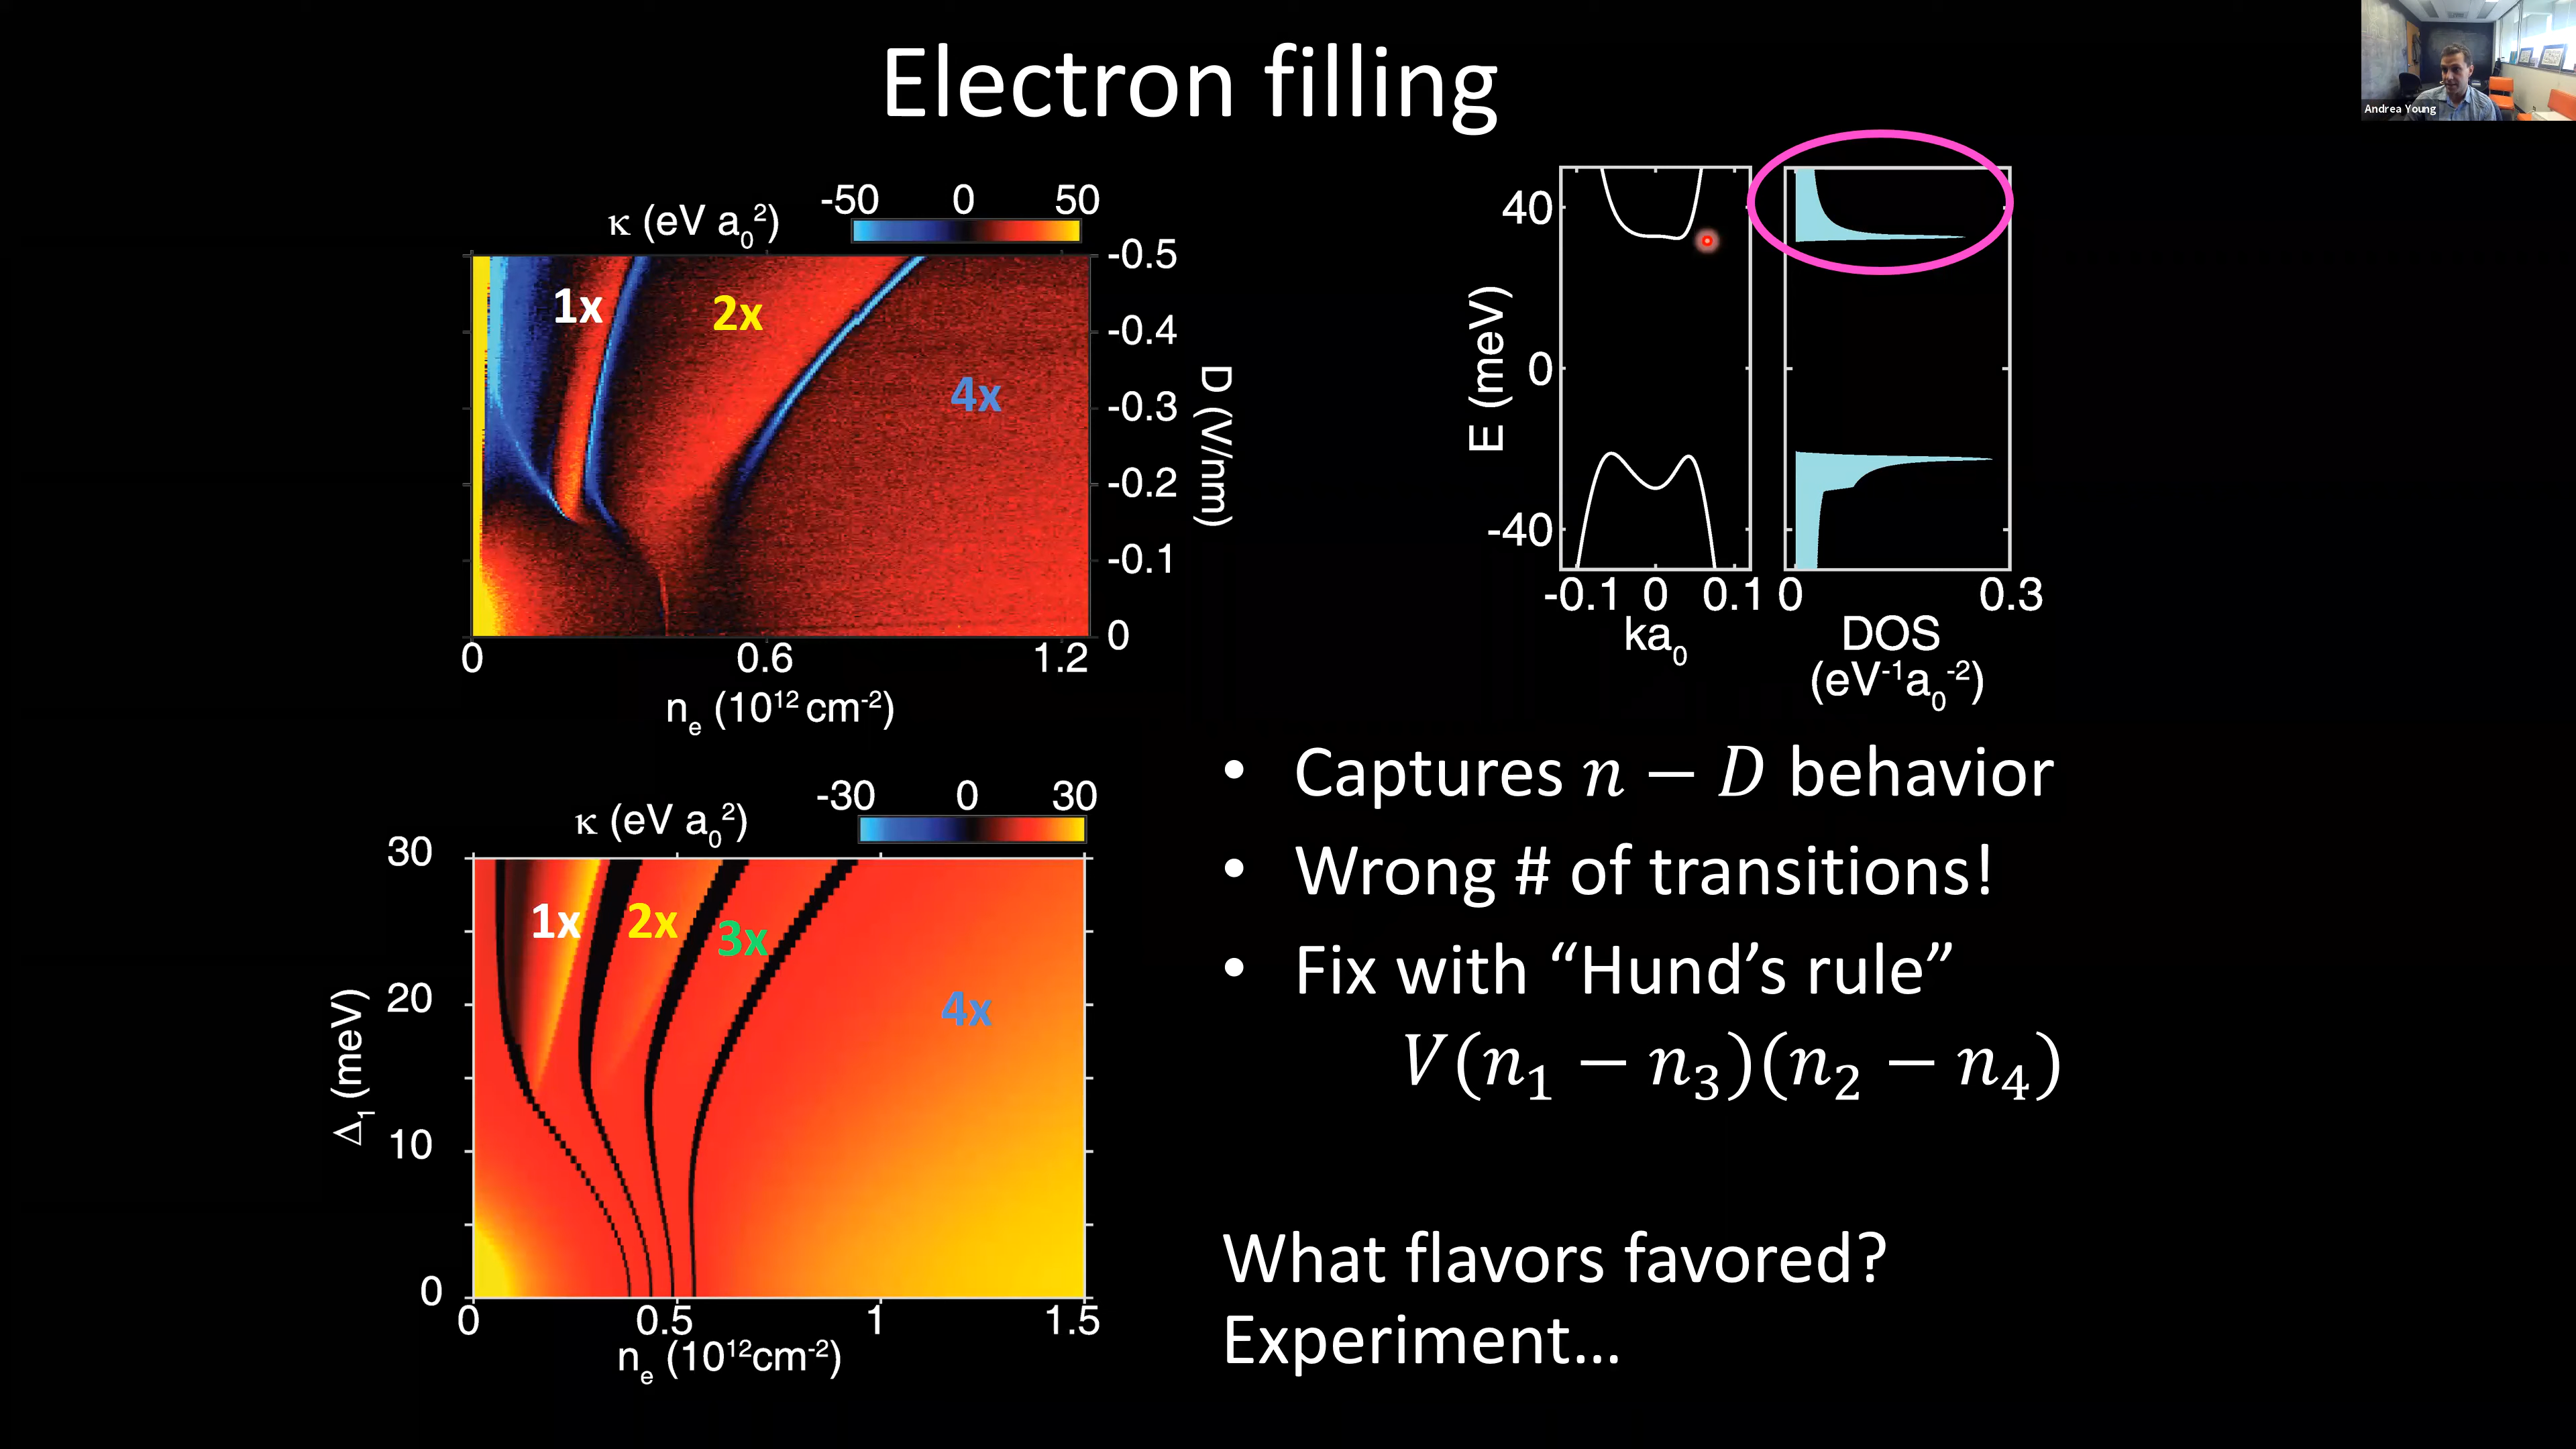 Electron filling
Andrea Young
κ (eV a₀²)
-50 0 50
1x
2x
4x
-0.5
-0.4
-0.3
-0.2
-0.1
0
D (V/nm)
0 0.6 1.2
nₑ (10¹² cm⁻²)
40
0
-40
E (meV)
-0.1 0 0.1
ka₀
0 0.3
DOS
(eV⁻¹a₀⁻²)
κ (eV a₀²)
-30 0 30
30
20
10
0
Δ₁ (meV)
1x
2x
3x
4x
0 0.5 1 1.5
nₑ (10¹²cm⁻²)
• Captures n − D behavior
• Wrong # of transitions!
• Fix with “Hund’s rule”
V(n₁ − n₃)(n₂ − n₄)
What flavors favored?
Experiment...